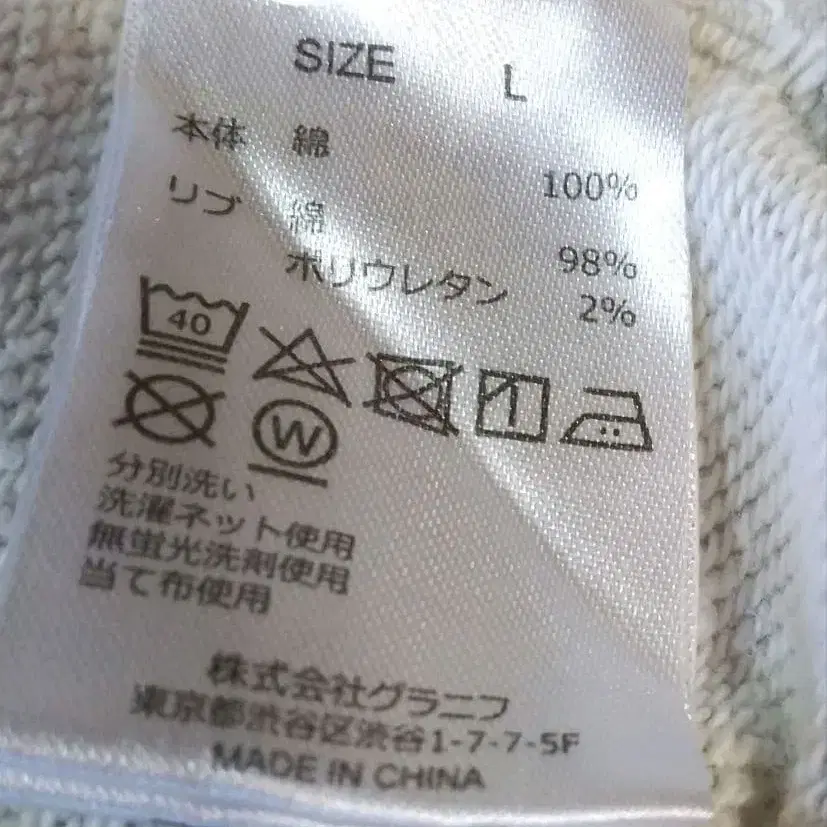 SIZE L
本体 綿 100%
リブ 綿 98%
ポリウレタン 2%
40
W
分別洗い
洗濯ネット使用
無蛍光洗剤使用
当て布使用
株式会社グラニフ
東京都渋谷区渋谷1-7-7-5F
MADE IN CHINA